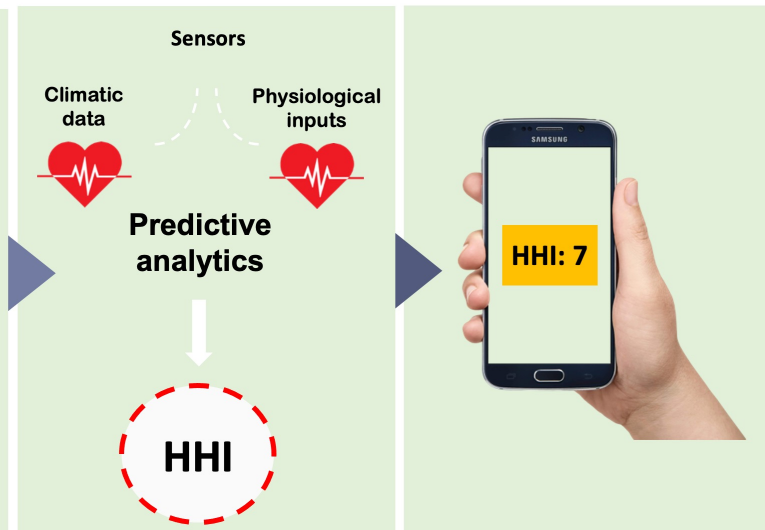 Sensors
Climatic
data
Physiological
inputs
Predictive
analytics
HHI
SAMSUNG
HHI: 7